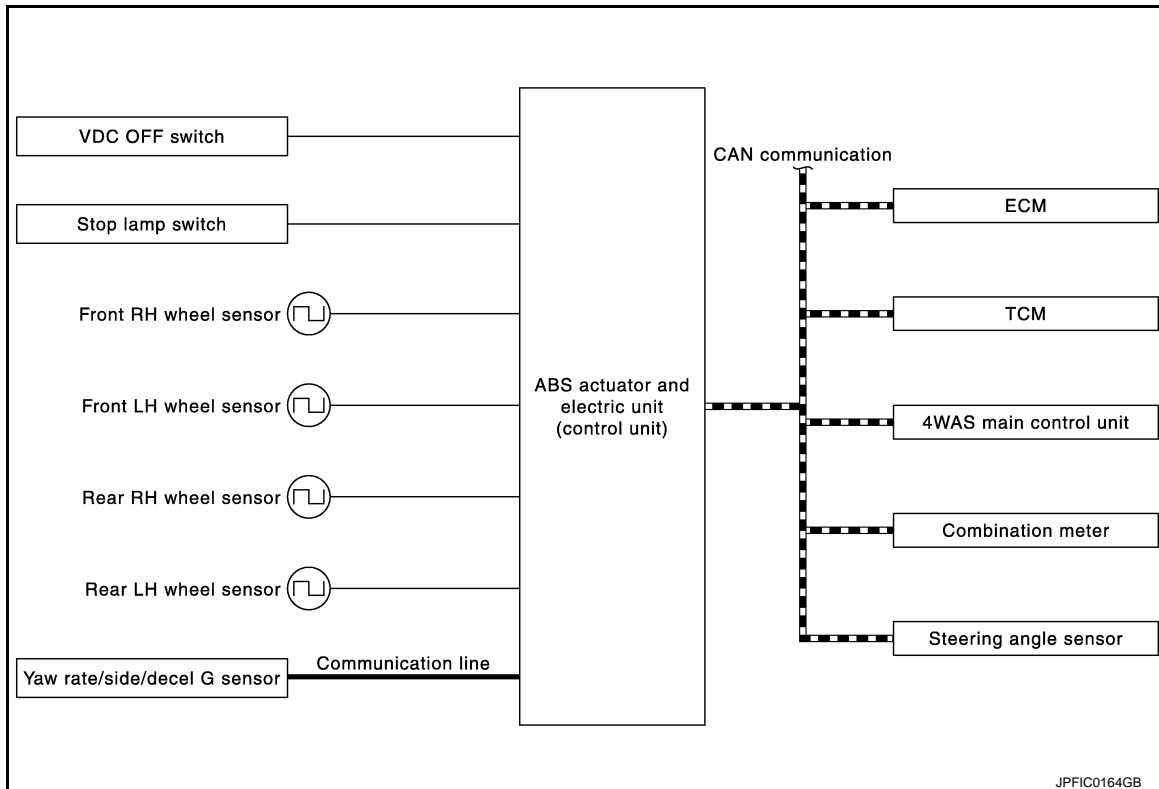 VDC OFF switch
Stop lamp switch
Front RH wheel sensor
Front LH wheel sensor
Rear RH wheel sensor
Rear LH wheel sensor
Yaw rate/side/decel G sensor
Communication line
ABS actuator and
electric unit
(control unit)
CAN communication
ECM
TCM
4WAS main control unit
Combination meter
Steering angle sensor
JPFIC0164GB